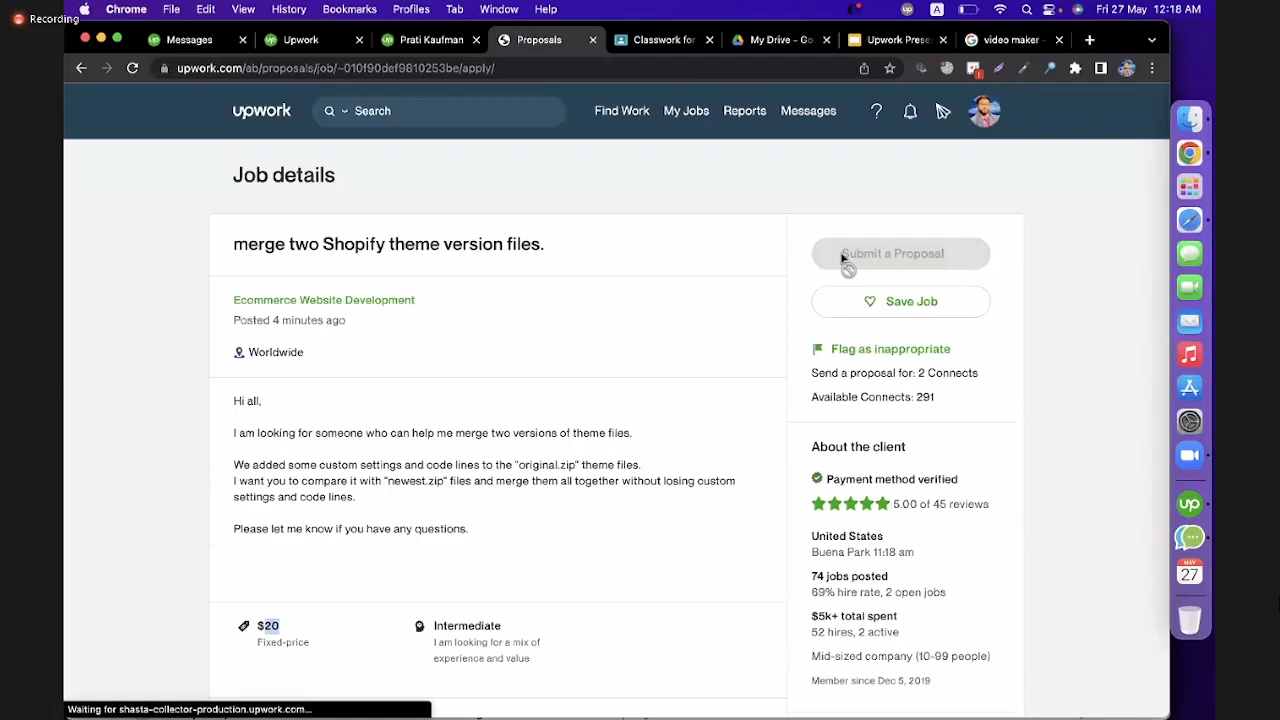 Recording
Chrome File Edit View History Bookmarks Profiles Tab Window Help
A
Fri 27 May 12:18 AM
Messages
Upwork
Prati Kaufman
Proposals
Classwork for
My Drive – Go
Upwork Prese
video maker –
upwork.com/ab/proposals/job/~010f90def9810253be/apply/
upwork
Search
Find Work My Jobs Reports Messages
Job details
merge two Shopify theme version files.
Ecommerce Website Development
Posted 4 minutes ago
Worldwide
Hi all,
I am looking for someone who can help me merge two versions of theme files.
We added some custom settings and code lines to the "original.zip" theme files.
I want you to compare it with "newest.zip" files and merge them all together without losing custom
settings and code lines.
Please let me know if you have any questions.
$20
Fixed-price
Intermediate
I am looking for a mix of
experience and value
Submit a Proposal
Save Job
Flag as inappropriate
Send a proposal for: 2 Connects
Available Connects: 291
About the client
Payment method verified
5.00 of 45 reviews
United States
Buena Park 11:18 am
74 jobs posted
69% hire rate, 2 open jobs
$5k+ total spent
52 hires, 2 active
Mid-sized company (10-99 people)
Member since Dec 5, 2019
up
MAY
27
Waiting for shasta-collector-production.upwork.com...